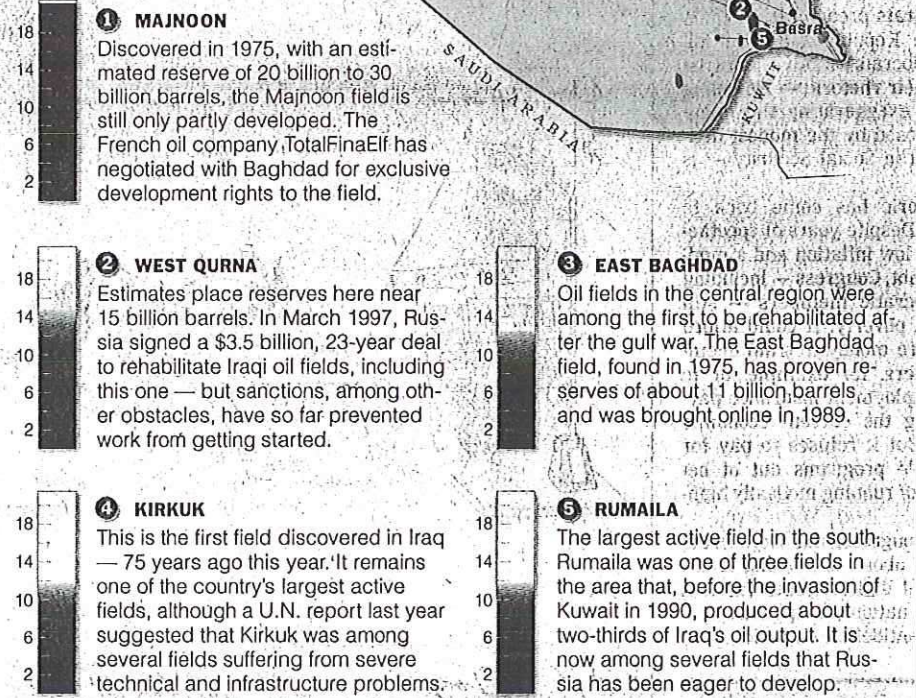 1 MAJNOON
Discovered in 1975, with an esti-
mated reserve of 20 billion to 30
billion barrels, the Majnoon field is
still only partly developed. The
French oil company TotalFinaElf has
negotiated with Baghdad for exclusive
development rights to the field.
18
14
10
6
2
SAUDI ARABIA
2
Basra
5
KUWAIT
2 WEST QURNA
Estimates place reserves here near
15 billion barrels. In March 1997, Rus-
sia signed a $3.5 billion, 23-year deal
to rehabilitate Iraqi oil fields, including
this one — but sanctions, among oth-
er obstacles, have so far prevented
work from getting started.
18
14
10
6
2
3 EAST BAGHDAD
Oil fields in the central region were
among the first to be rehabilitated af-
ter the gulf war. The East Baghdad
field, found in 1975, has proven re-
serves of about 11 billion barrels
and was brought online in 1989.
18
14
10
6
2
4 KIRKUK
This is the first field discovered in Iraq
— 75 years ago this year. It remains
one of the country's largest active
fields, although a U.N. report last year
suggested that Kirkuk was among
several fields suffering from severe
technical and infrastructure problems.
18
14
10
6
2
5 RUMAILA
The largest active field in the south,
Rumaila was one of three fields in
the area that, before the invasion of
Kuwait in 1990, produced about
two-thirds of Iraq's oil output. It is
now among several fields that Rus-
sia has been eager to develop.
18
14
10
6
2